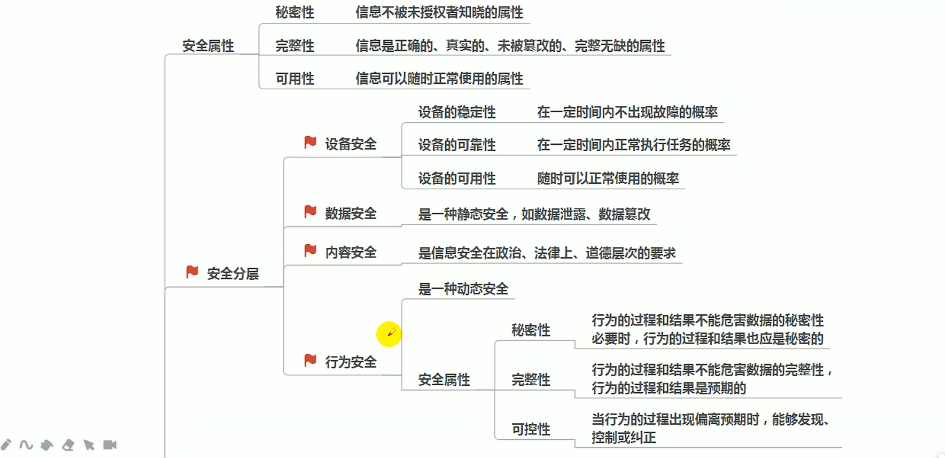 安全属性
秘密性 信息不被未授权者知晓的属性
完整性 信息是正确的、真实的、未被篡改的、完整无缺的属性
可用性 信息可以随时正常使用的属性
安全分层
设备安全
设备的稳定性 在一定时间内不出现故障的概率
设备的可靠性 在一定时间内正常执行任务的概率
设备的可用性 随时可以正常使用的概率
数据安全 是一种静态安全，如数据泄露、数据篡改
内容安全 是信息安全在政治、法律上、道德层次的要求
行为安全
是一种动态安全
安全属性
秘密性
行为的过程和结果不能危害数据的秘密性
必要时，行为的过程和结果也应是秘密的
完整性
行为的过程和结果不能危害数据的完整性，
行为的过程和结果是预期的
可控性
当行为的过程出现偏离预期时，能够发现、
控制或纠正